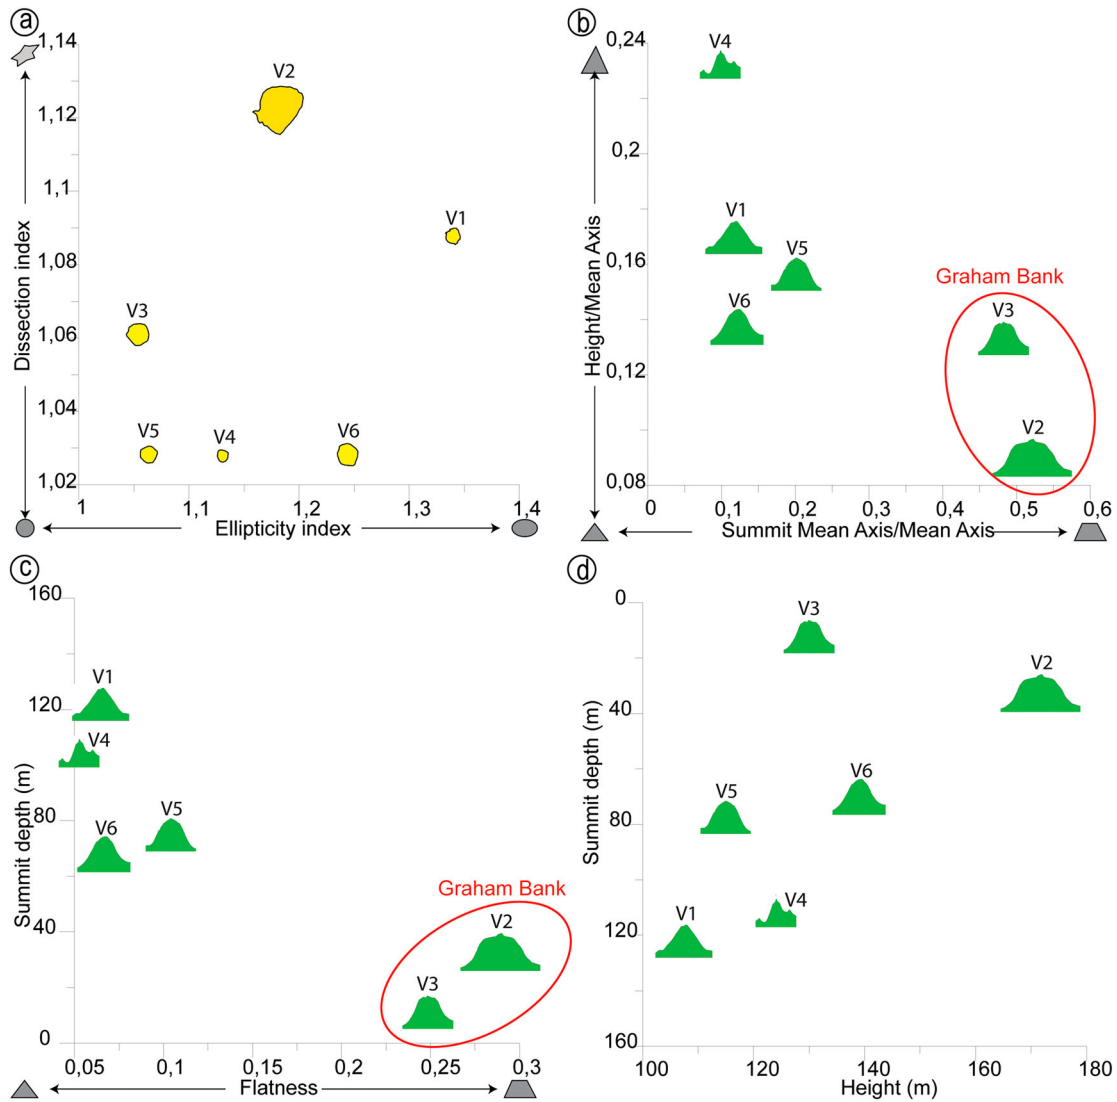 a
1,14
1,12
1,1
1,08
1,06
1,04
1,02
Dissection index
V2
V1
V3
V5
V4
V6
1
1,1
1,2
1,3
1,4
Ellipticity index
b
0,24
0,2
0,16
0,12
0,08
Height/Mean Axis
V4
V1
V5
V6
Graham Bank
V3
V2
0
0,1
0,2
0,3
0,4
0,5
0,6
Summit Mean Axis/Mean Axis
c
160
120
80
40
0
Summit depth (m)
V1
V4
V6
V5
Graham Bank
V2
V3
0,05
0,1
0,15
0,2
0,25
0,3
Flatness
d
0
40
80
120
160
Summit depth (m)
V3
V2
V6
V5
V4
V1
100
120
140
160
180
Height (m)